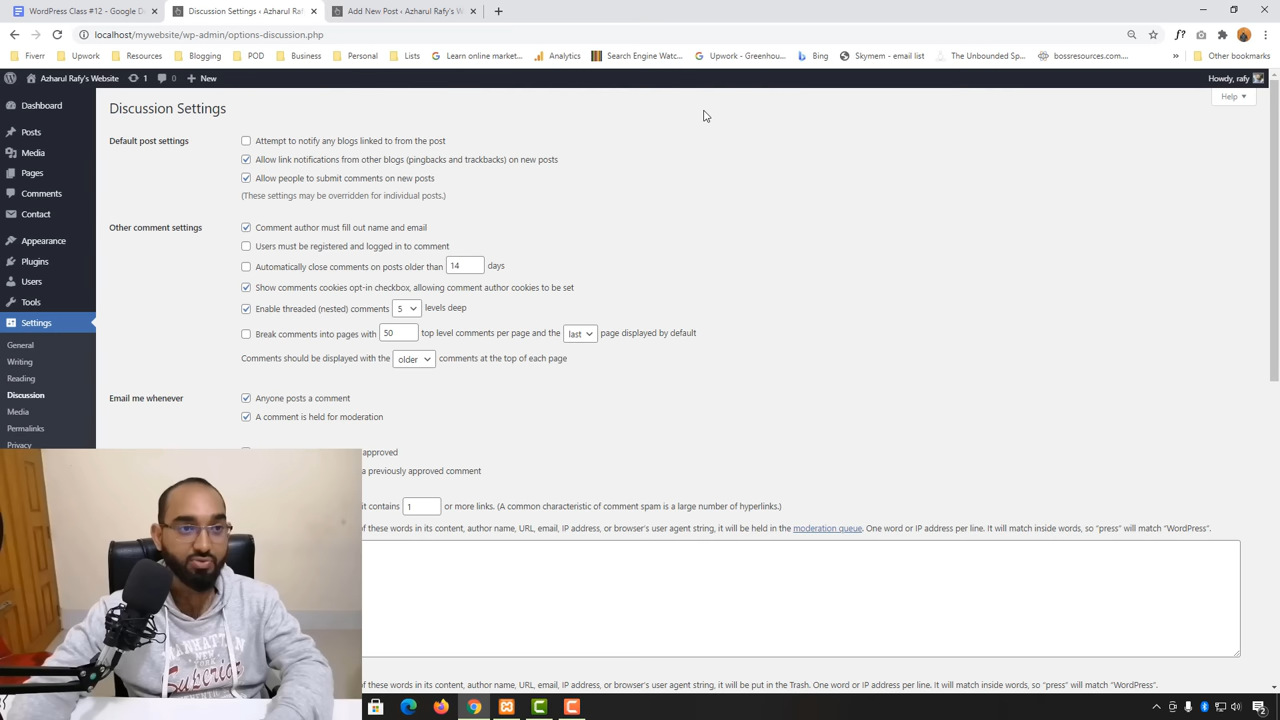 WordPress Class #12 - Google D
Discussion Settings ‹ Azharul Rafy
Add New Post ‹ Azharul Rafy's W
localhost/mywebsite/wp-admin/options-discussion.php
Fiverr
Upwork
Resources
Blogging
POD
Business
Personal
Lists
Learn online market...
Analytics
Search Engine Watc...
Upwork - Greenhou...
Bing
Skymem - email list
The Unbounded Sp...
bossresources.com...
Other bookmarks
Azharul Rafy's Website
1
0
New
Howdy, rafy
Help
Dashboard
Posts
Media
Pages
Comments
Contact
Appearance
Plugins
Users
Tools
Settings
General
Writing
Reading
Discussion
Media
Permalinks
Privacy
Discussion Settings
Default post settings
Attempt to notify any blogs linked to from the post
Allow link notifications from other blogs (pingbacks and trackbacks) on new posts
Allow people to submit comments on new posts
(These settings may be overridden for individual posts.)
Other comment settings
Comment author must fill out name and email
Users must be registered and logged in to comment
Automatically close comments on posts older than 14 days
Show comments cookies opt-in checkbox, allowing comment author cookies to be set
Enable threaded (nested) comments 5 levels deep
Break comments into pages with 50 top level comments per page and the last page displayed by default
Comments should be displayed with the older comments at the top of each page
Email me whenever
Anyone posts a comment
A comment is held for moderation
approved
a previously approved comment
it contains 1 or more links. (A common characteristic of comment spam is a large number of hyperlinks.)
of these words in its content, author name, URL, email, IP address, or browser's user agent string, it will be held in the moderation queue. One word or IP address per line. It will match inside words, so “press” will match “WordPress”.
of these words in its content, author name, URL, email, IP address, or browser's user agent string, it will be put in the Trash. One word or IP address per line. It will match inside words, so “press” will match “WordPress”.
MANHATTAN
NEW YORK
Superior